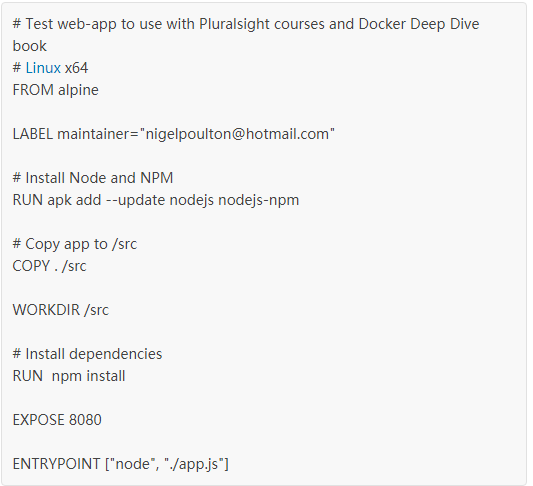 # Test web-app to use with Pluralsight courses and Docker Deep Dive
book
# Linux x64
FROM alpine
LABEL maintainer="nigelpoulton@hotmail.com"
# Install Node and NPM
RUN apk add --update nodejs nodejs-npm
# Copy app to /src
COPY . /src
WORKDIR /src
# Install dependencies
RUN  npm install
EXPOSE 8080
ENTRYPOINT ["node", "./app.js"]